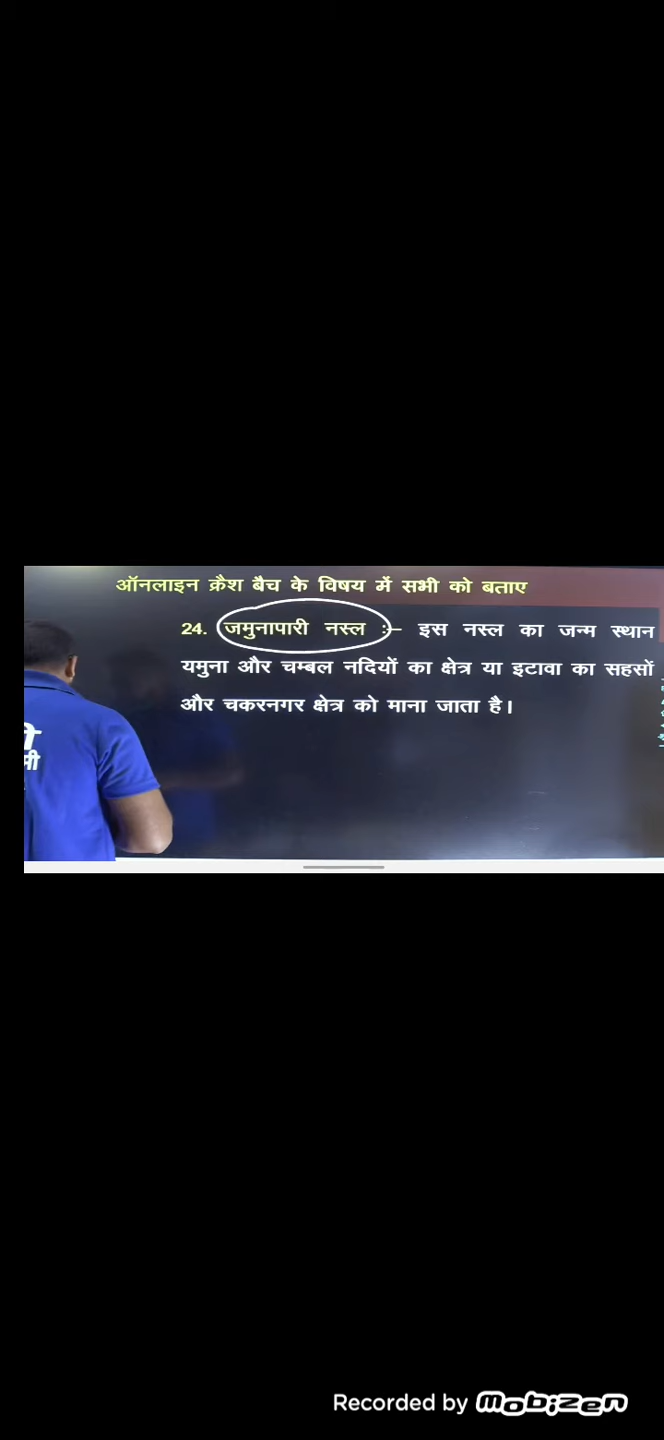 ऑनलाइन क्रैश बैच के विषय में सभी को बताए
24. जमुनापारी नस्ल :– इस नस्ल का जन्म स्थान
यमुना और चम्बल नदियों का क्षेत्र या इटावा का सहसों
और चकरनगर क्षेत्र को माना जाता है।
Recorded by Mobizen